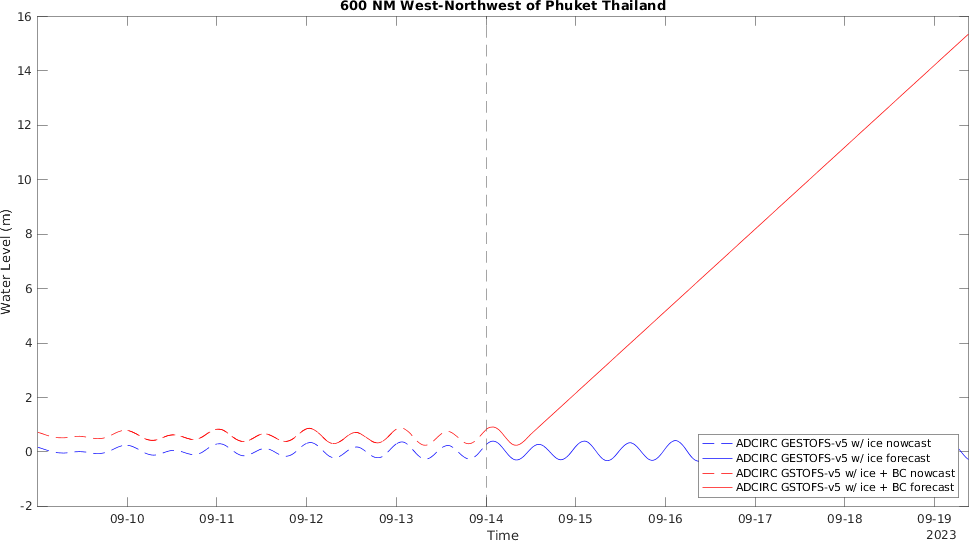 600 NM West-Northwest of Phuket Thailand
16
14
12
10
8
6
4
2
0
-2
Water Level (m)
ADCIRC GESTOFS-v5 w/ ice nowcast
ADCIRC GESTOFS-v5 w/ ice forecast
ADCIRC GSTOFS-v5 w/ ice + BC nowcast
ADCIRC GSTOFS-v5 w/ ice + BC forecast
09-10 09-11 09-12 09-13 09-14 09-15 09-16 09-17 09-18 09-19
Time 2023